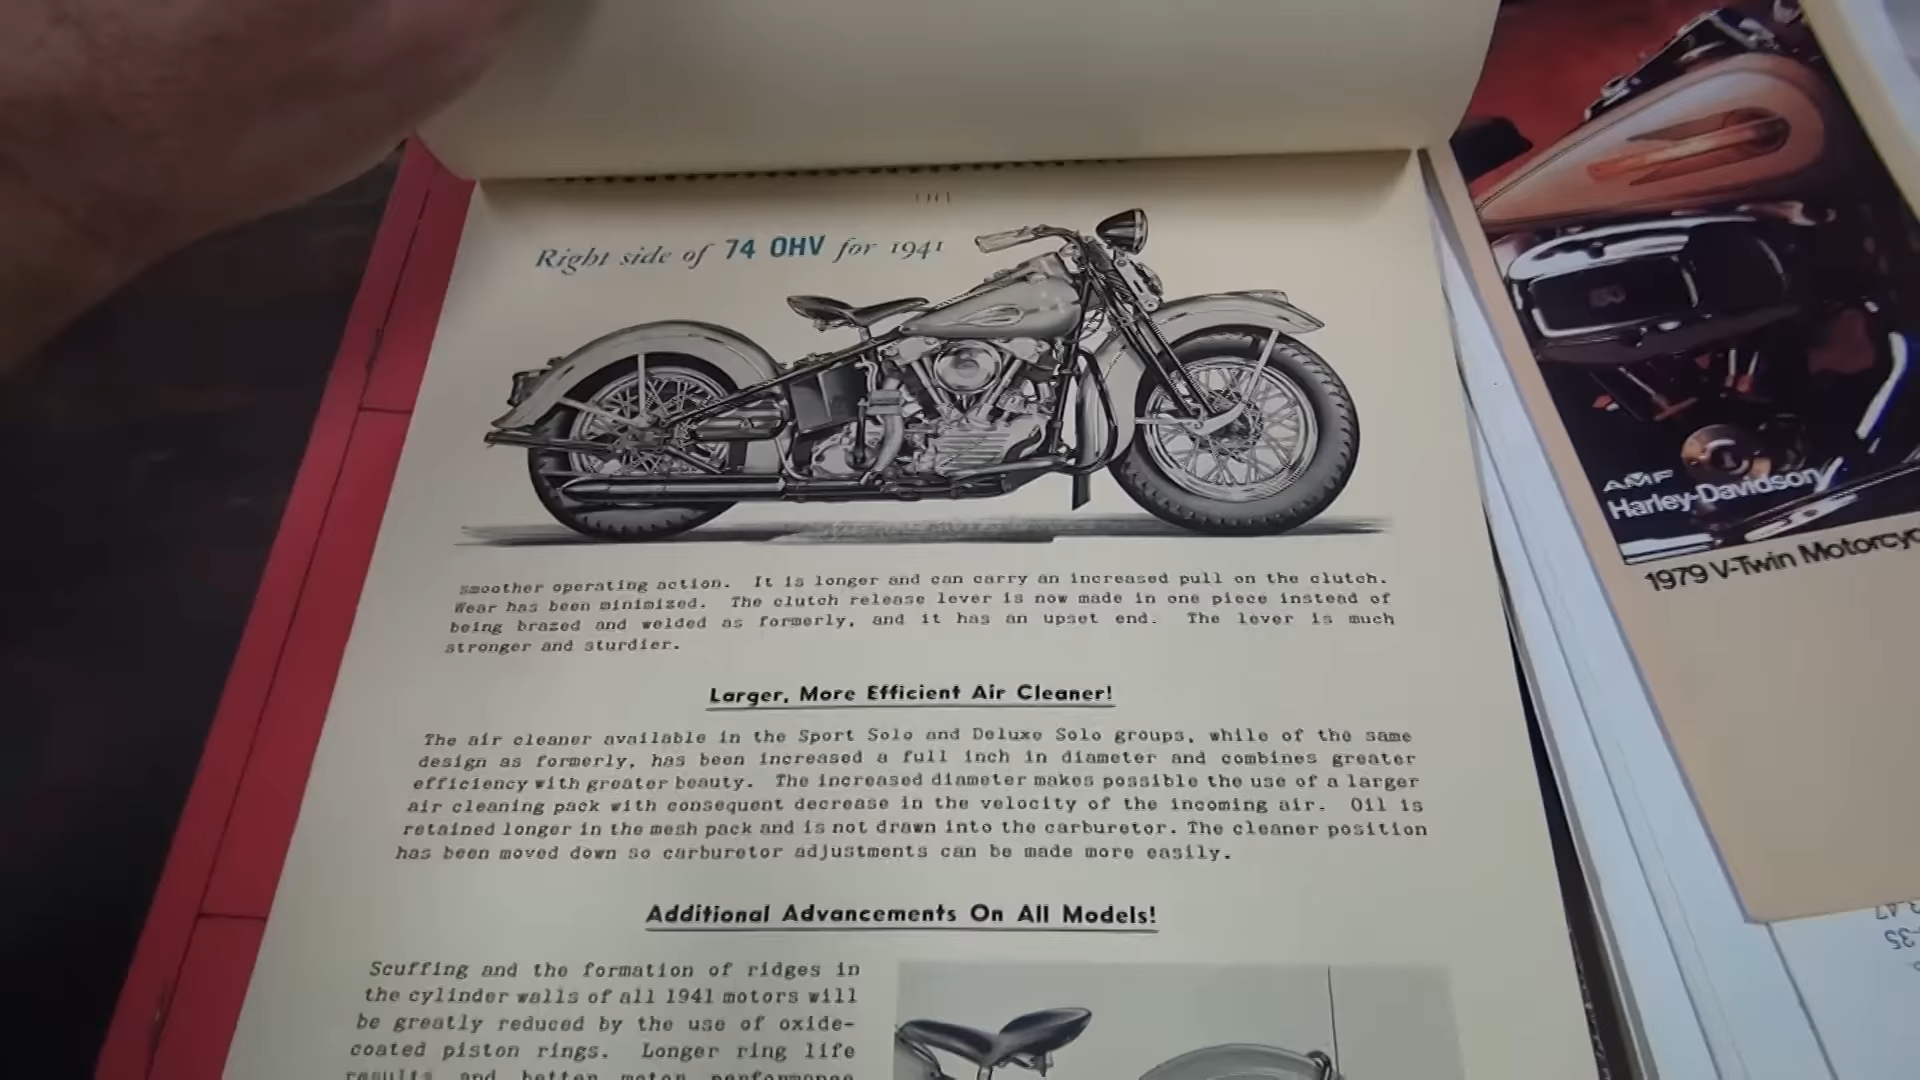 Right side of 74 OHV for 1941
smoother operating action. It is longer and can carry an increased pull on the clutch.
Wear has been minimized. The clutch release lever is now made in one piece instead of
being brazed and welded as formerly, and it has an upset end. The lever is much
stronger and sturdier.
Larger, More Efficient Air Cleaner!
The air cleaner available in the Sport Solo and Deluxe Solo groups, while of the same
design as formerly, has been increased a full inch in diameter and combines greater
efficiency with greater beauty. The increased diameter makes possible the use of a larger
air cleaning pack with consequent decrease in the velocity of the incoming air. Oil is
retained longer in the mesh pack and is not drawn into the carburetor. The cleaner position
has been moved down so carburetor adjustments can be made more easily.
Additional Advancements On All Models!
Scuffing and the formation of ridges in
the cylinder walls of all 1941 motors will
be greatly reduced by the use of oxide-
coated piston rings. Longer ring life
results and better motor performance
AMF
Harley-Davidson
1979 V-Twin Motorcyc